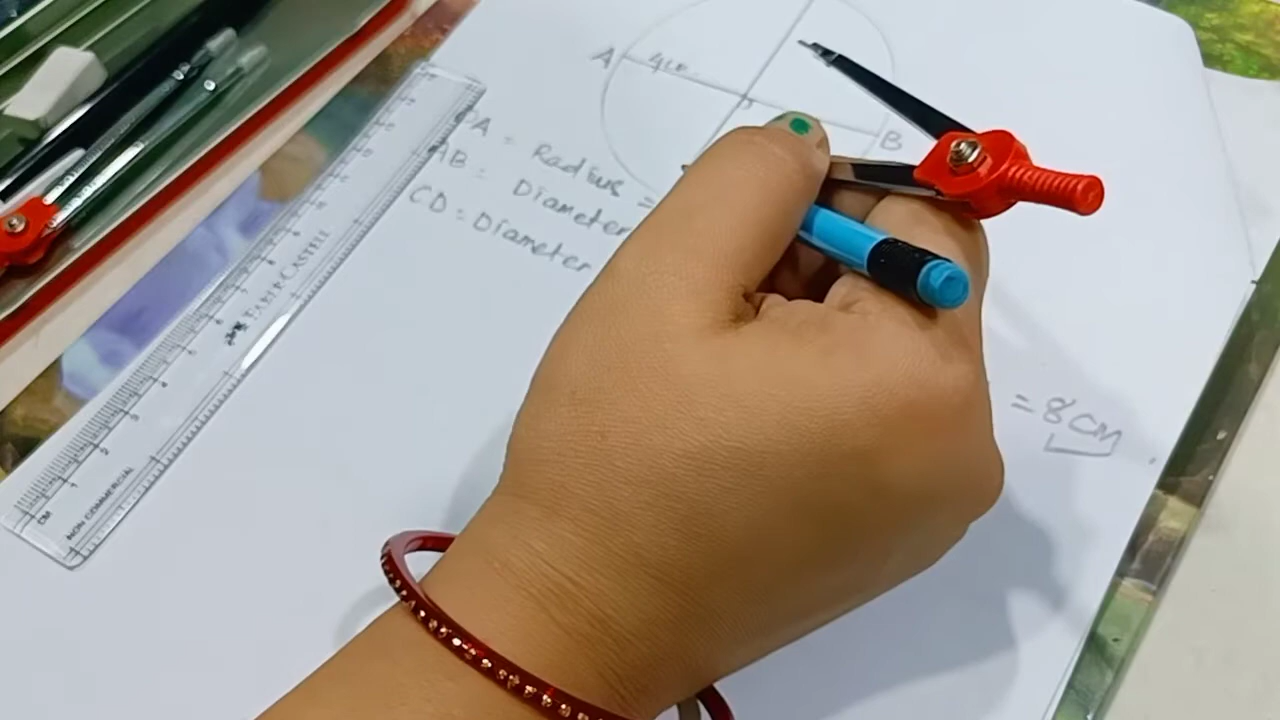 A 4cm
B
OA = Radius =
AB = Diameter
CD = Diameter
= 8CM
FABER-CASTELL
NON COMMERCIAL
CM